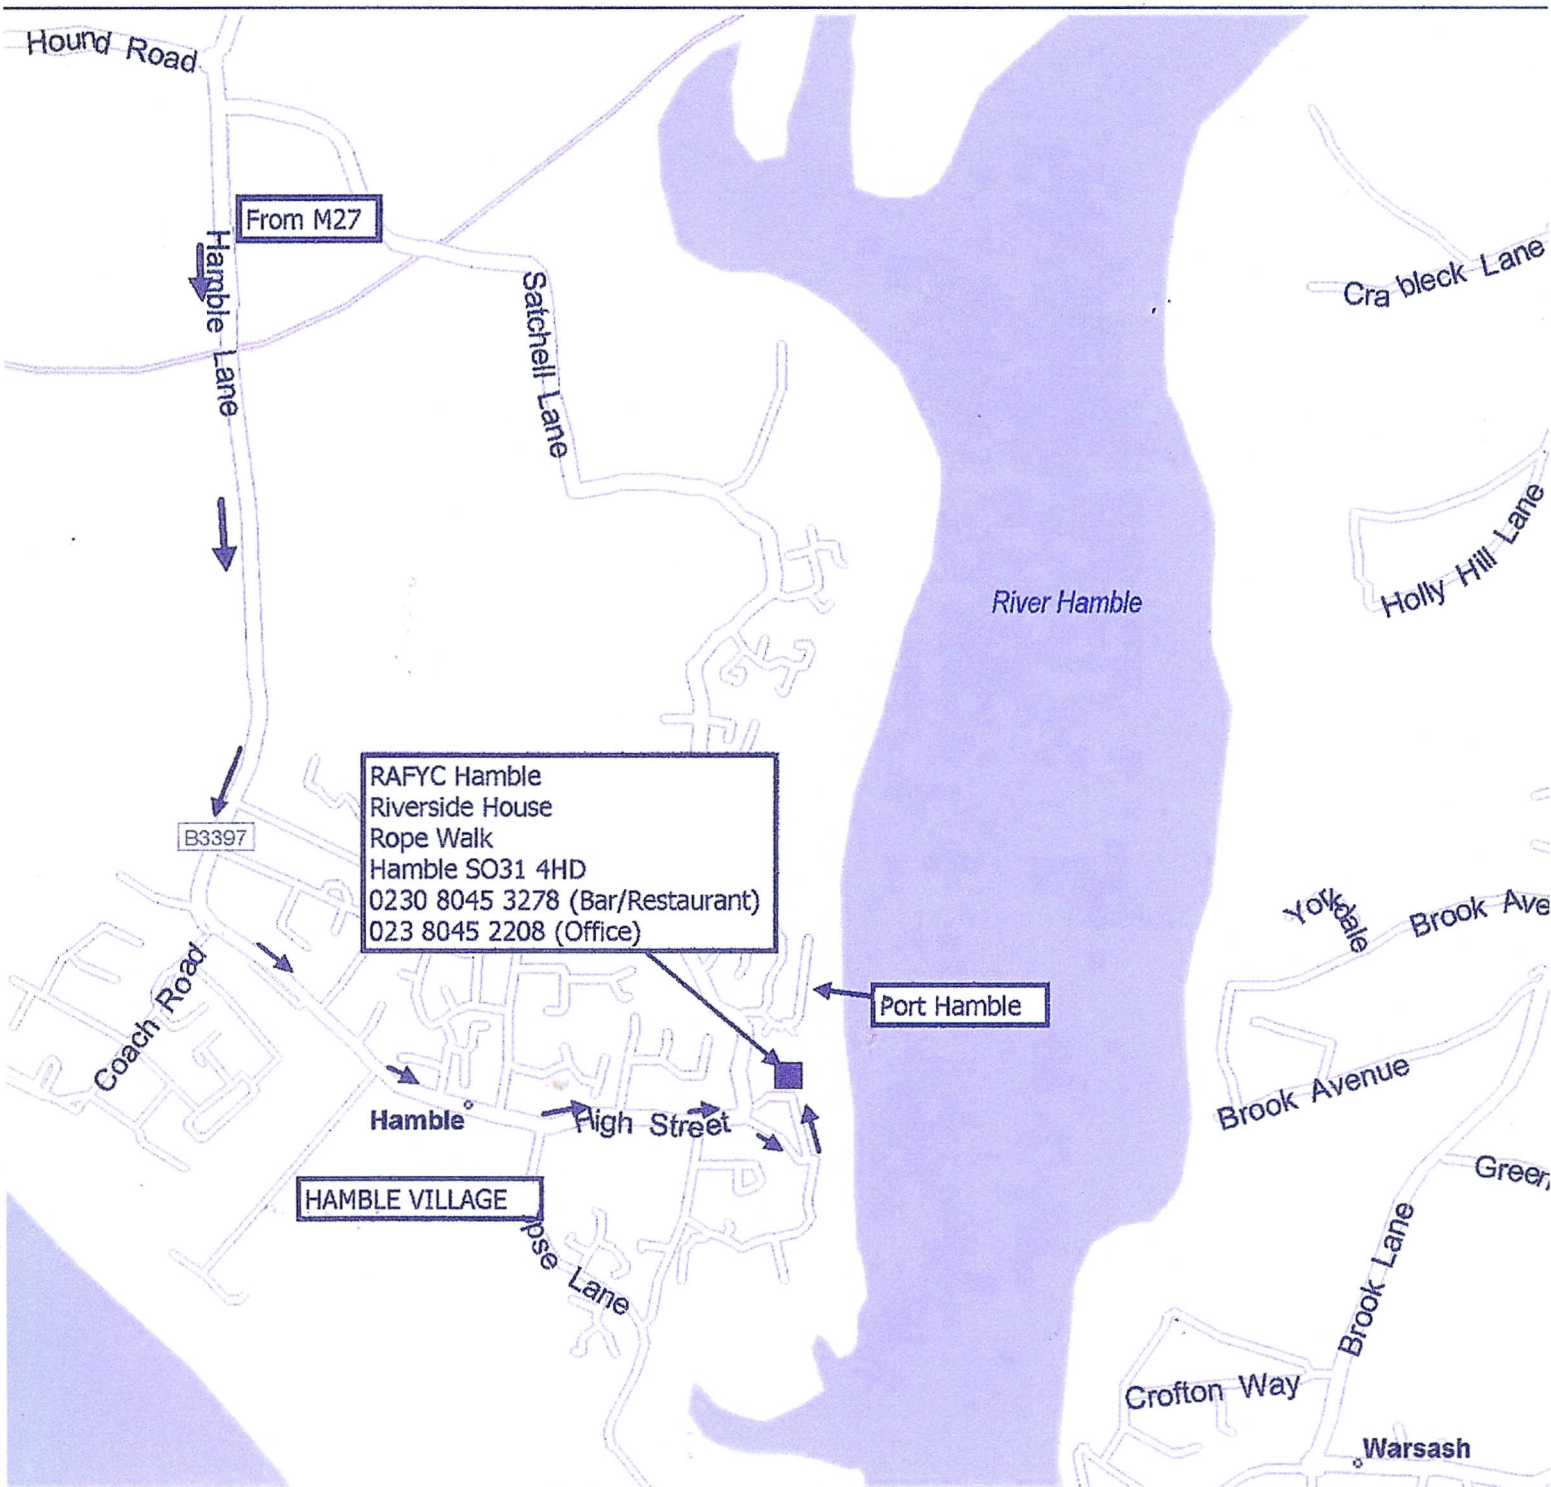 Hound Road
From M27
Hamble Lane
Satchell Lane
Crableck Lane
Holly Hill Lane
River Hamble
RAFYC Hamble
Riverside House
Rope Walk
Hamble SO31 4HD
0230 8045 3278 (Bar/Restaurant)
023 8045 2208 (Office)
B3397
Coach Road
Port Hamble
Yorkdale
Brook Ave
Brook Avenue
Hamble
High Street
HAMBLE VILLAGE
pse Lane
Green
Brook Lane
Crofton Way
Warsash